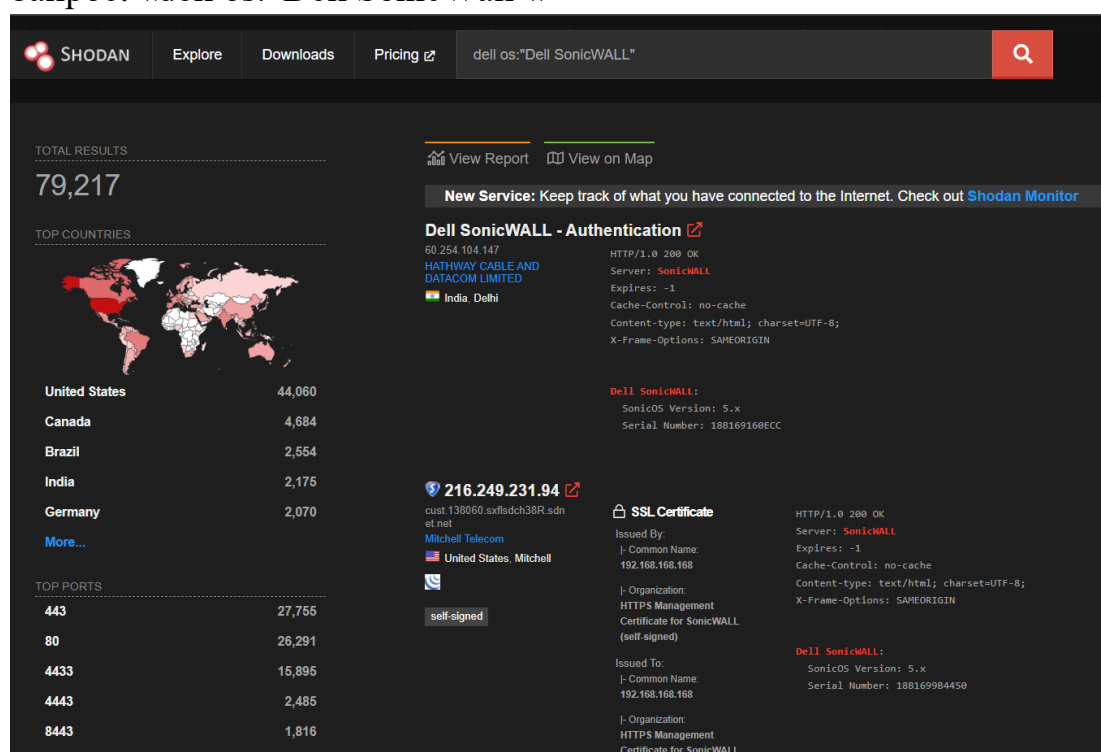 SHODAN Explore Downloads Pricing dell os:"Dell SonicWALL"
TOTAL RESULTS
79,217
TOP COUNTRIES
United States 44,060
Canada 4,684
Brazil 2,554
India 2,175
Germany 2,070
More...
TOP PORTS
443 27,755
80 26,291
4433 15,895
4443 2,485
8443 1,816
View Report View on Map
New Service: Keep track of what you have connected to the Internet. Check out Shodan Monitor
Dell SonicWALL - Authentication
60.254.104.147
HATHWAY CABLE AND
DATACOM LIMITED
India, Delhi
HTTP/1.0 200 OK
Server: SonicWALL
Expires: -1
Cache-Control: no-cache
Content-type: text/html; charset=UTF-8;
X-Frame-Options: SAMEORIGIN
Dell SonicWALL:
SonicOS Version: 5.x
Serial Number: 18B169160ECC
216.249.231.94
cust.138060.sxflsdch38R.sdn
et.net
Mitchell Telecom
United States, Mitchell
self-signed
SSL Certificate
Issued By:
|- Common Name:
192.168.168.168
|- Organization:
HTTPS Management
Certificate for SonicWALL
(self-signed)
Issued To:
|- Common Name:
192.168.168.168
|- Organization:
HTTPS Management
Certificate for SonicWALL
HTTP/1.0 200 OK
Server: SonicWALL
Expires: -1
Cache-Control: no-cache
Content-type: text/html; charset=UTF-8;
X-Frame-Options: SAMEORIGIN
Dell SonicWALL:
SonicOS Version: 5.x
Serial Number: 18B1699B4450